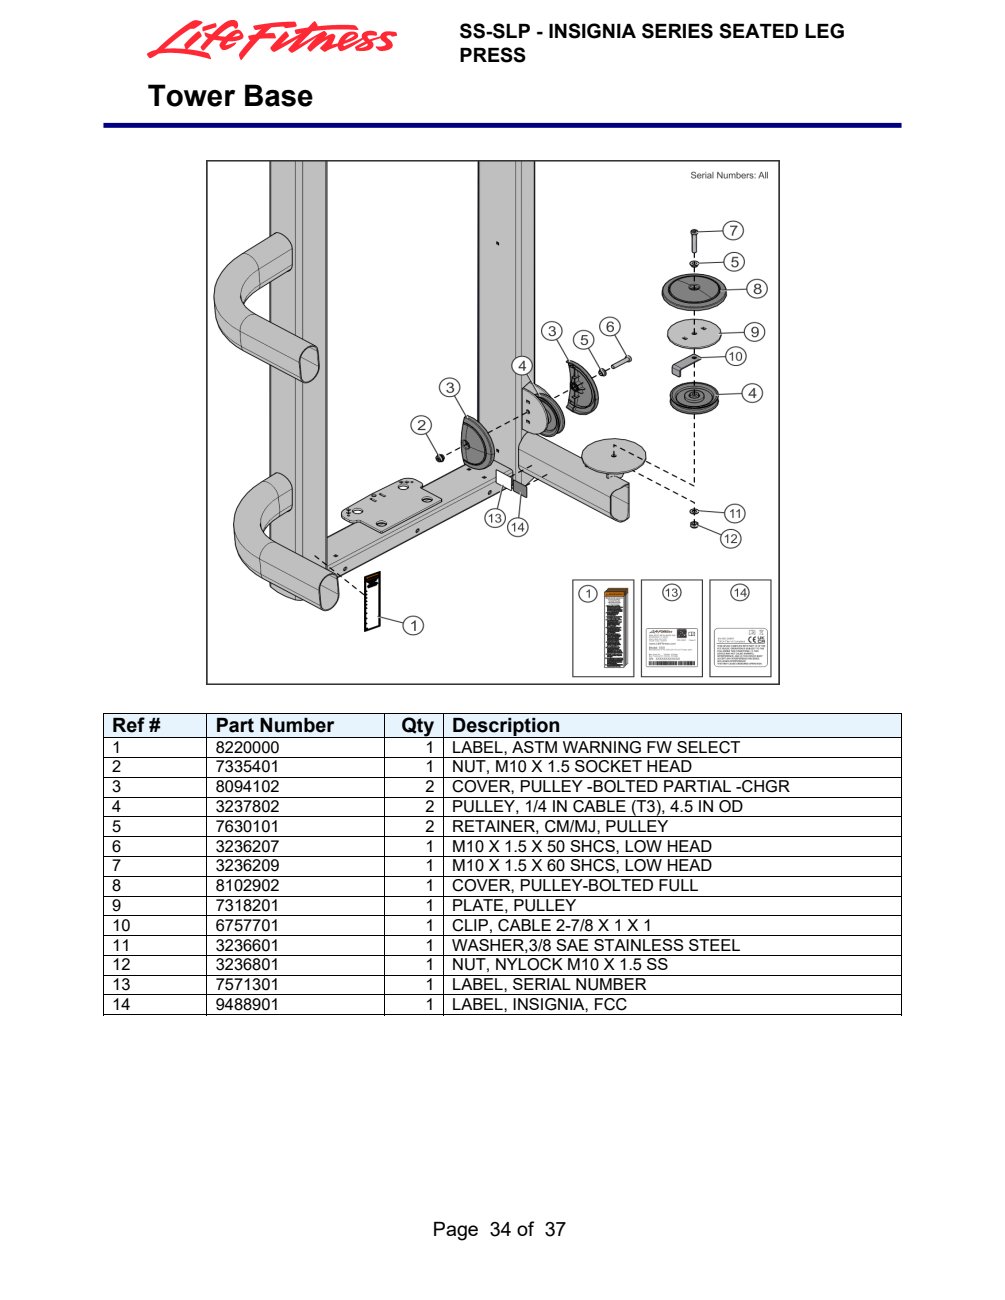 Life Fitness
SS-SLP - INSIGNIA SERIES SEATED LEG
PRESS
Tower Base
Serial Numbers: All
7
5
8
9
10
4
11
12
6
5
3
4
3
2
13
14
1
1
13
14
Ref # Part Number Qty Description
1 8220000 1 LABEL, ASTM WARNING FW SELECT
2 7335401 1 NUT, M10 X 1.5 SOCKET HEAD
3 8094102 2 COVER, PULLEY -BOLTED PARTIAL -CHGR
4 3237802 2 PULLEY, 1/4 IN CABLE (T3), 4.5 IN OD
5 7630101 2 RETAINER, CM/MJ, PULLEY
6 3236207 1 M10 X 1.5 X 50 SHCS, LOW HEAD
7 3236209 1 M10 X 1.5 X 60 SHCS, LOW HEAD
8 8102902 1 COVER, PULLEY-BOLTED FULL
9 7318201 1 PLATE, PULLEY
10 6757701 1 CLIP, CABLE 2-7/8 X 1 X 1
11 3236601 1 WASHER,3/8 SAE STAINLESS STEEL
12 3236801 1 NUT, NYLOCK M10 X 1.5 SS
13 7571301 1 LABEL, SERIAL NUMBER
14 9488901 1 LABEL, INSIGNIA, FCC
Page 34 of 37